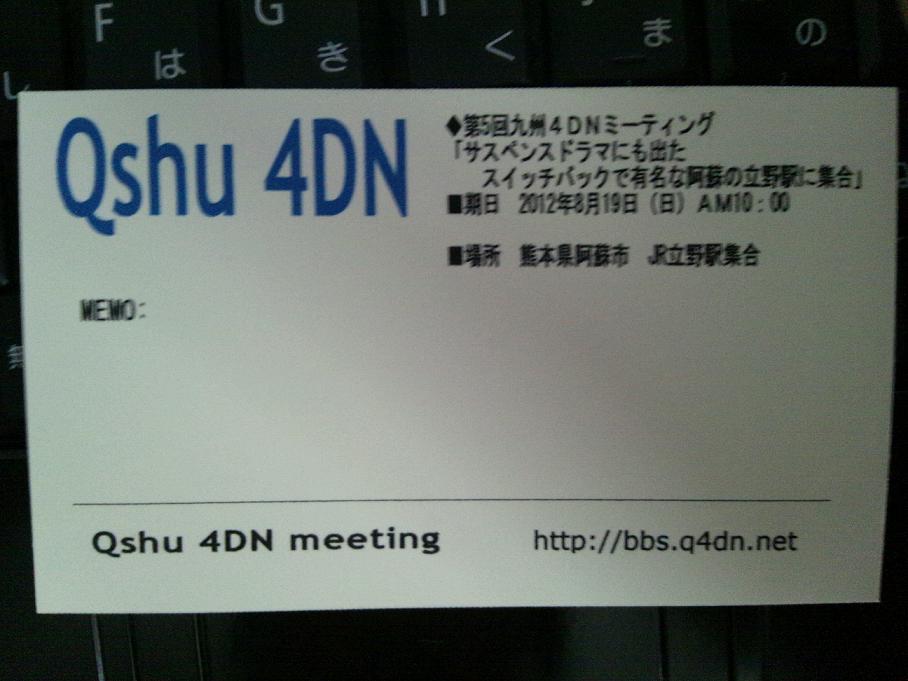 F
G
H
し
は
き
く
ま
の
Qshu 4DN
◆第5回九州4DNミーティング
「サスペンスドラマにも出た
スイッチバックで有名な阿蘇の立野駅に集合」
■期日 2012年8月19日（日）AM10：00
■場所 熊本県阿蘇市 JR立野駅集合
MEMO:
無
Qshu 4DN meeting
http://bbs.q4dn.net